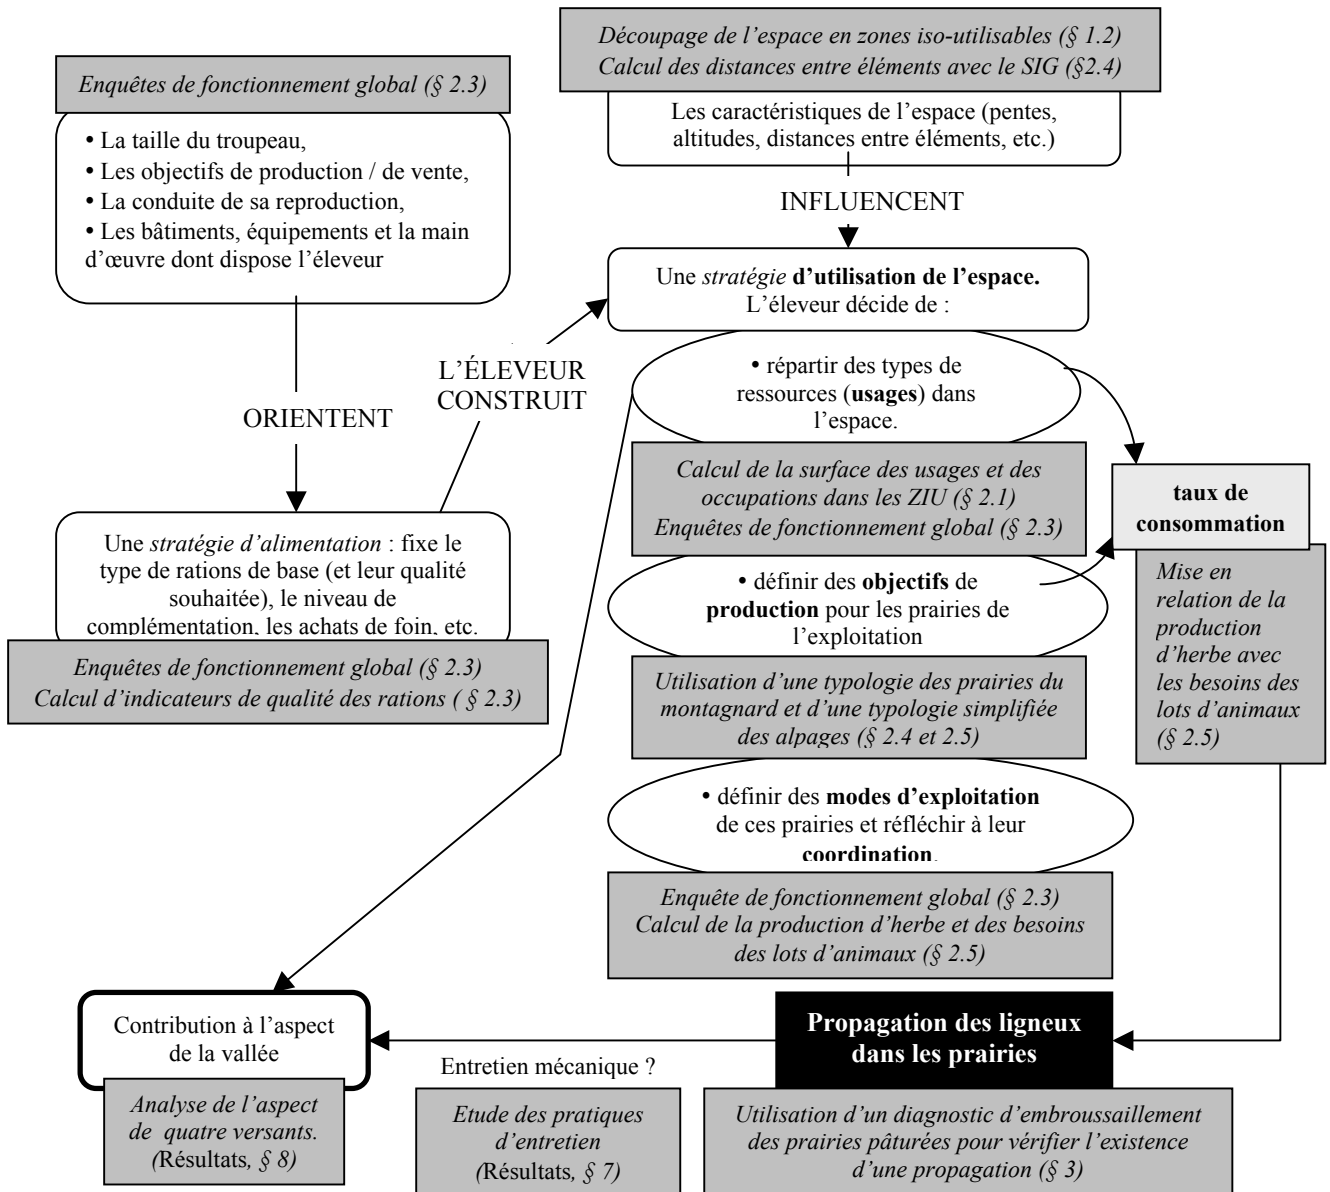 Enquêtes de fonctionnement global (§ 2.3)
• La taille du troupeau,
• Les objectifs de production / de vente,
• La conduite de sa reproduction,
• Les bâtiments, équipements et la main
d’œuvre dont dispose l’éleveur
Découpage de l’espace en zones iso-utilisables (§ 1.2)
Calcul des distances entre éléments avec le SIG (§2.4)
Les caractéristiques de l’espace (pentes,
altitudes, distances entre éléments, etc.)
INFLUENCENT
ORIENTENT
L’ÉLEVEUR
CONSTRUIT
Une stratégie d’utilisation de l’espace.
L’éleveur décide de :
• répartir des types de
ressources (usages) dans
l’espace.
Calcul de la surface des usages et des
occupations dans les ZIU (§ 2.1)
Enquêtes de fonctionnement global (§ 2.3)
taux de
consommation
Mise en
relation de la
production
d’herbe avec
les besoins des
lots d’animaux
(§ 2.5)
Une stratégie d’alimentation : fixe le
type de rations de base (et leur qualité
souhaitée), le niveau de
complémentation, les achats de foin, etc.
Enquêtes de fonctionnement global (§ 2.3)
Calcul d’indicateurs de qualité des rations ( § 2.3)
• définir des objectifs de
production pour les prairies de
l’exploitation
Utilisation d’une typologie des prairies du
montagnard et d’une typologie simplifiée
des alpages (§ 2.4 et 2.5)
• définir des modes d’exploitation
de ces prairies et réfléchir à leur
coordination.
Enquête de fonctionnement global (§ 2.3)
Calcul de la production d’herbe et des besoins
des lots d’animaux (§ 2.5)
Contribution à l’aspect
de la vallée
Analyse de l’aspect
de quatre versants.
(Résultats, § 8)
Entretien mécanique ?
Etude des pratiques
d’entretien
(Résultats, § 7)
Propagation des ligneux
dans les prairies
Utilisation d’un diagnostic d’embroussaillement
des prairies pâturées pour vérifier l’existence
d’une propagation (§ 3)